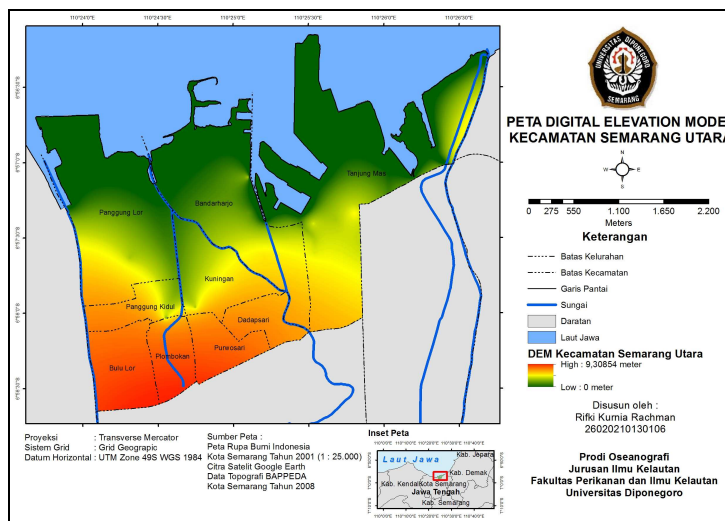 110°24'0"E 110°24'30"E 110°25'0"E 110°25'30"E 110°26'0"E 110°26'30"E
UNIVERSITAS DIPONEGORO
SEMARANG
PETA DIGITAL ELEVATION MODE
KECAMATAN SEMARANG UTARA
N
W E
S
0 275 550 1.100 1.650 2.200
Meters
Keterangan
Batas Kelurahan
Batas Kecamatan
Garis Pantai
Sungai
Daratan
Laut Jawa
DEM Kecamatan Semarang Utara
High : 9,30854 meter
Low : 0 meter
Tanjung Mas
Bandarharjo
Panggung Lor
Kuningan
Panggung Kidul
Dadapsari
Purwosari
Plombokan
Bulu Lor
Disusun oleh :
Rifki Kurnia Rachman
26020210130106
Prodi Oseanografi
Jurusan Ilmu Kelautan
Fakultas Perikanan dan Ilmu Kelautan
Universitas Diponegoro
Proyeksi : Transverse Mercator
Sistem Grid : Grid Geograpic
Datum Horizontal : UTM Zone 49S WGS 1984
Sumber Peta :
Peta Rupa Bumi Indonesia
Kota Semarang Tahun 2001 (1 : 25.000)
Citra Satelit Google Earth
Data Topografi BAPPEDA
Kota Semarang Tahun 2008
Inset Peta
Laut Jawa
Kab. Jepara
Kab. Demak
Kab. Kendal
Kota Semarang
Jawa Tengah
Kab. Semarang